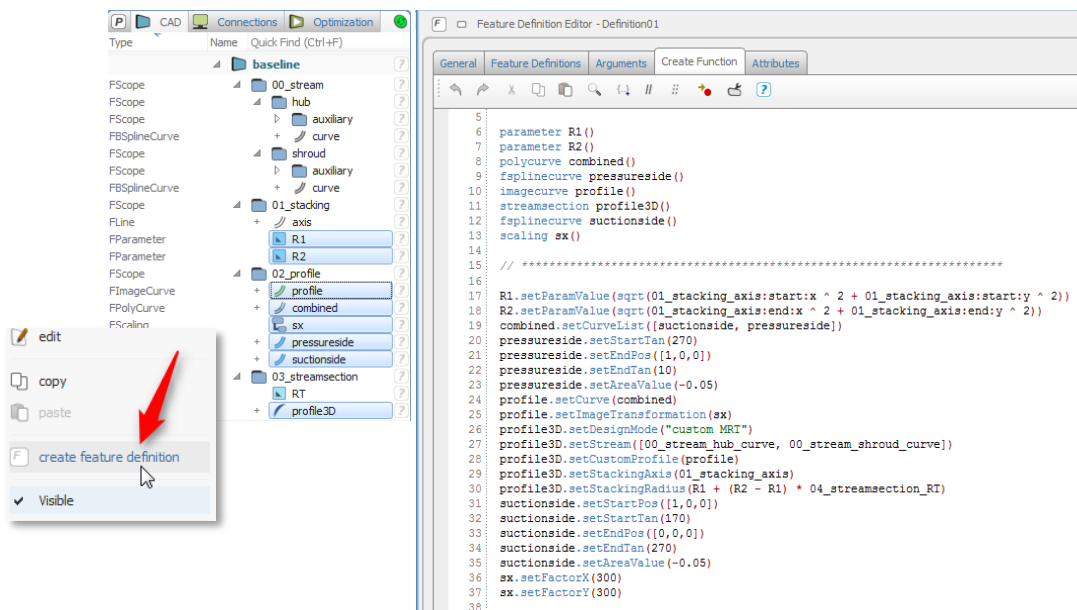 P CAD Connections Optimization
Type Name Quick Find (Ctrl+F)
baseline ?
FScope 00_stream ?
FScope hub ?
FScope auxiliary ?
FBSplineCurve + curve ?
FScope shroud ?
FScope auxiliary ?
FBSplineCurve + curve ?
FScope 01_stacking ?
FLine + axis ?
FParameter R1 ?
FParameter R2 ?
FScope 02_profile ?
FImageCurve + profile ?
FPolyCurve + combined ?
FScaling sx ?
+ pressureside ?
+ suctionside ?
03_streamsection ?
RT ?
+ profile3D ?
edit
copy
paste
F create feature definition
Visible
F Feature Definition Editor - Definition01
General Feature Definitions Arguments Create Function Attributes
5
6 parameter R1()
7 parameter R2()
8 polycurve combined()
9 fsplinecurve pressureside()
10 imagecurve profile()
11 streamsection profile3D()
12 fsplinecurve suctionside()
13 scaling sx()
14
15 // **********************************************************************
16
17 R1.setParamValue(sqrt(01_stacking_axis:start:x ^ 2 + 01_stacking_axis:start:y ^ 2))
18 R2.setParamValue(sqrt(01_stacking_axis:end:x ^ 2 + 01_stacking_axis:end:y ^ 2))
19 combined.setCurveList([suctionside, pressureside])
20 pressureside.setStartTan(270)
21 pressureside.setEndPos([1,0,0])
22 pressureside.setEndTan(10)
23 pressureside.setAreaValue(-0.05)
24 profile.setCurve(combined)
25 profile.setImageTransformation(sx)
26 profile3D.setDesignMode("custom MRT")
27 profile3D.setStream([00_stream_hub_curve, 00_stream_shroud_curve])
28 profile3D.setCustomProfile(profile)
29 profile3D.setStackingAxis(01_stacking_axis)
30 profile3D.setStackingRadius(R1 + (R2 - R1) * 04_streamsection_RT)
31 suctionside.setStartPos([1,0,0])
32 suctionside.setStartTan(170)
33 suctionside.setEndPos([0,0,0])
34 suctionside.setEndTan(270)
35 suctionside.setAreaValue(-0.05)
36 sx.setFactorX(300)
37 sx.setFactorY(300)
38